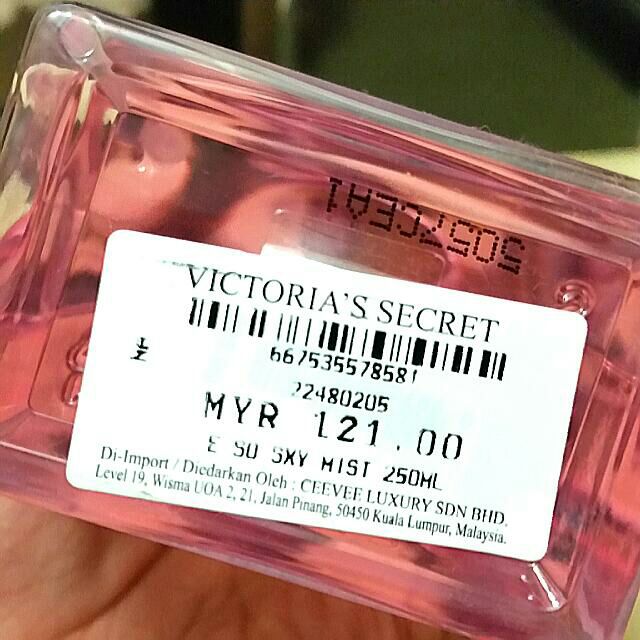 VICTORIA'S SECRET
667535578581
22480205
MYR 121.00
E SO SXY MIST 250ML
Di-Import / Diedarkan Oleh : CEEVEE LUXURY SDN BHD.
Level 19, Wisma UOA 2, 21, Jalan Pinang, 50450 Kuala Lumpur, Malaysia.